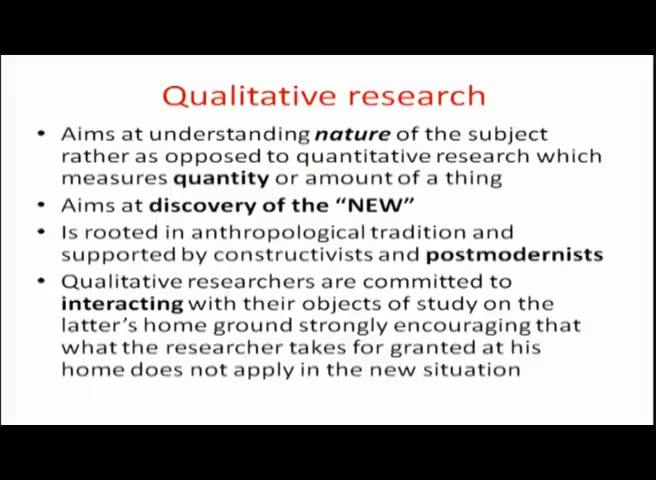 Qualitative research
• Aims at understanding nature of the subject
rather as opposed to quantitative research which
measures quantity or amount of a thing
• Aims at discovery of the “NEW”
• Is rooted in anthropological tradition and
supported by constructivists and postmodernists
• Qualitative researchers are committed to
interacting with their objects of study on the
latter’s home ground strongly encouraging that
what the researcher takes for granted at his
home does not apply in the new situation